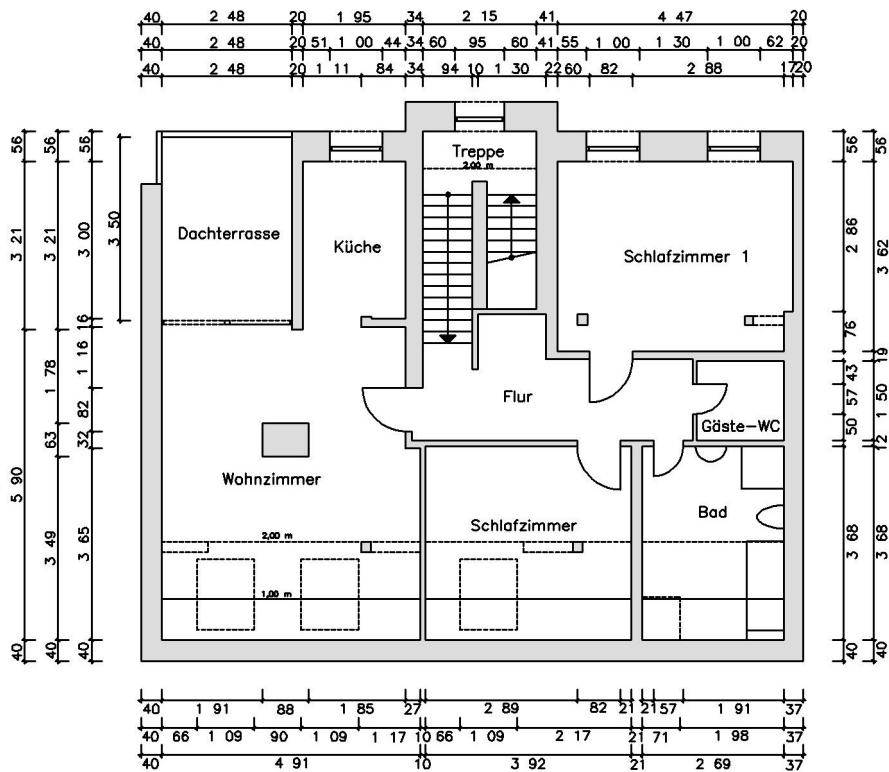 40 2 48 20 1 95 34 2 15 41 4 47 20
40 2 48 20 51 1 00 44 34 60 95 60 41 55 1 00 1 30 1 00 62 20
40 2 48 20 1 11 84 34 94 10 1 30 22 60 82 2 88 17 20
56 3 21 5 90 40
56 3 21 1 78 63 3 49 40
56 3 00 16 1 16 82 32 3 65 40
3 50
Treppe
2,00 m
Dachterrasse
Küche
Schlafzimmer 1
Flur
Gäste-WC
Wohnzimmer
Schlafzimmer
Bad
2,00 m
1,00 m
56 2 86 76 19 43 57 50 12 3 68 40
56 3 62 19 1 50 12 3 68 40
40 1 91 88 1 85 27 2 89 82 21 21 57 1 91 37
40 66 1 09 90 1 09 1 17 10 66 1 09 2 17 21 71 1 98 37
40 4 91 10 3 92 21 2 69 37